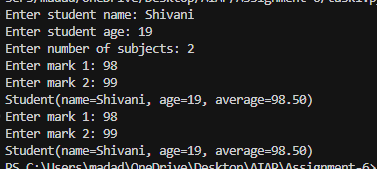 Enter student name: Shivani
Enter student age: 19
Enter number of subjects: 2
Enter mark 1: 98
Enter mark 2: 99
Student(name=Shivani, age=19, average=98.50)
Enter mark 1: 98
Enter mark 2: 99
Student(name=Shivani, age=19, average=98.50)
PS C:\Users\madad\OneDrive\Desktop\AIAP\Assignment-6>